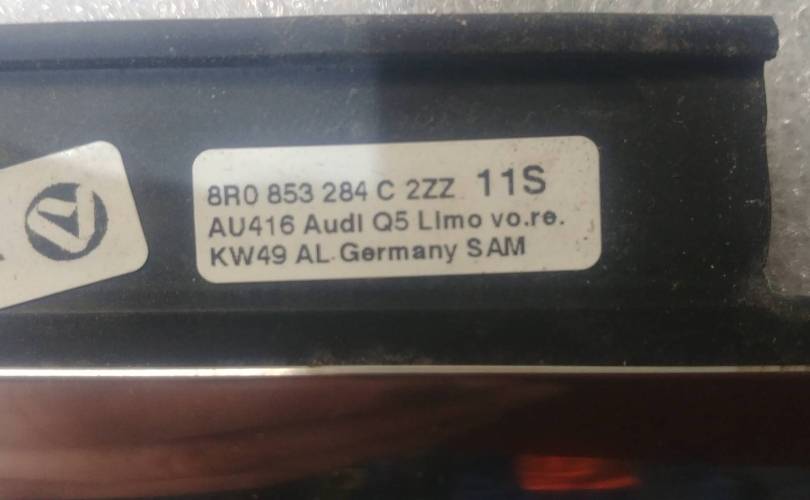 8R0 853 284 C 2ZZ 11S
AU416 Audi Q5 Limo vo.re.
KW49 AL Germany SAM